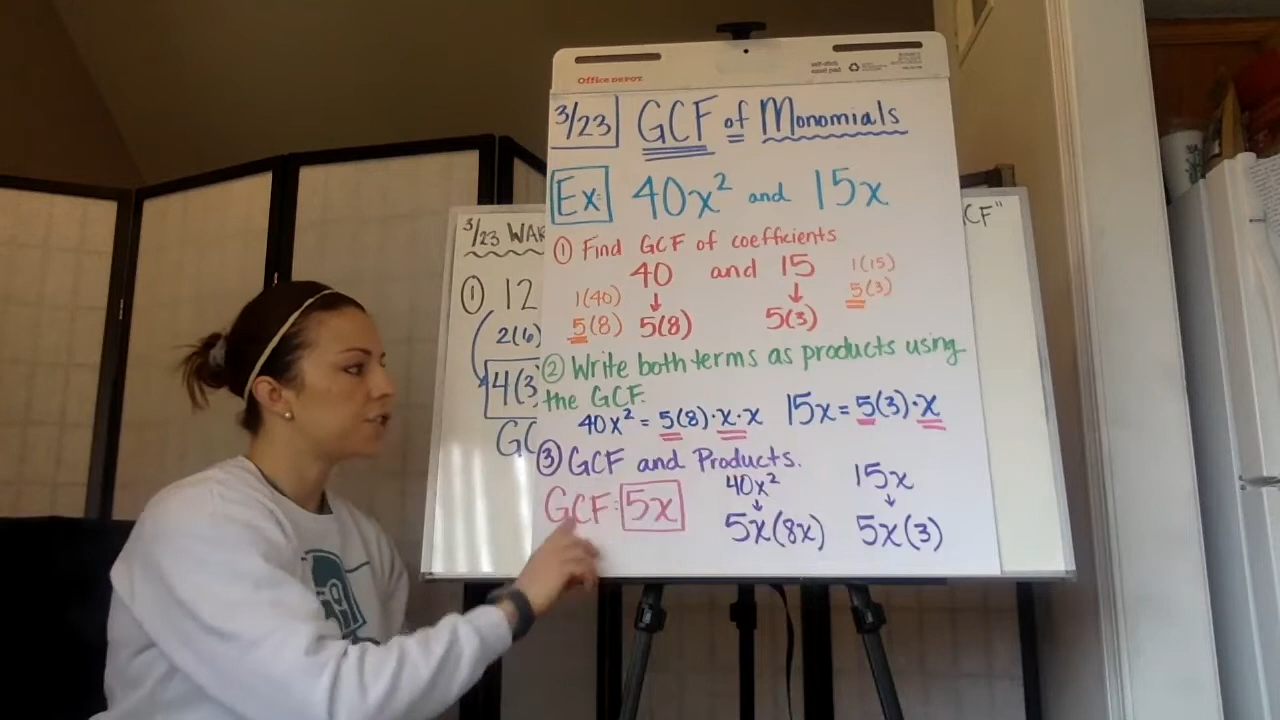 Office DEPOT
3/23 GCF of Monomials
Ex: 40x² and 15x
① Find GCF of coefficients
40 and 15
1(40) ↓ ↓ 1(15)
5(8) 5(8) 5(3) 5(3)
② Write both terms as products using
the GCF.
40x² = 5(8)·x·x 15x = 5(3)·x
③ GCF and Products.
GCF: 5x
40x² 15x
↓ ↓
5x(8x) 5x(3)
3/23
① 12
2(6)
4(3
GC
CF"